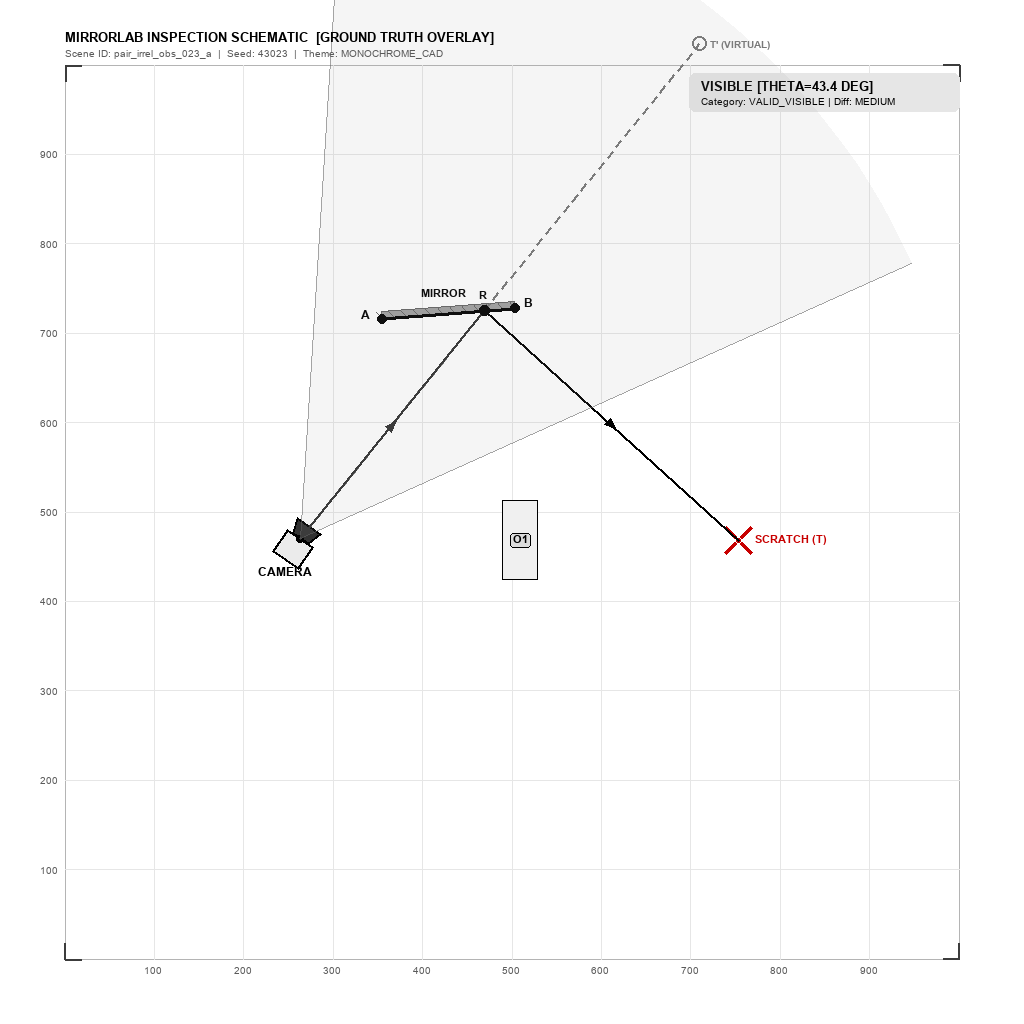 MIRRORLAB INSPECTION SCHEMATIC [GROUND TRUTH OVERLAY]
Scene ID: pair_irrel_obs_023_a | Seed: 43023 | Theme: MONOCHROME_CAD
T' (VIRTUAL)
VISIBLE [THETA=43.4 DEG]
Category: VALID_VISIBLE | Diff: MEDIUM
900
800
MIRROR
R
B
A
700
600
500
O1
SCRATCH (T)
CAMERA
400
300
200
100
100
200
300
400
500
600
700
800
900